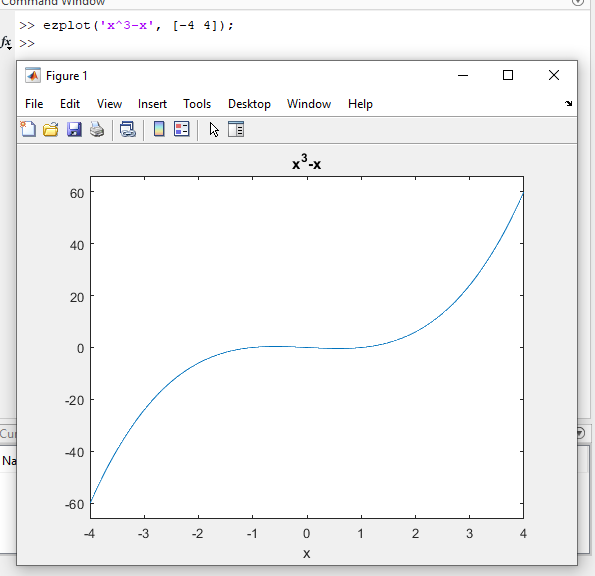 Command Window
>> ezplot('x^3-x', [-4 4]);
fx >>
Figure 1
File Edit View Insert Tools Desktop Window Help
x³-x
60
40
20
0
-20
-40
-60
-4 -3 -2 -1 0 1 2 3 4
x
Cur
Na